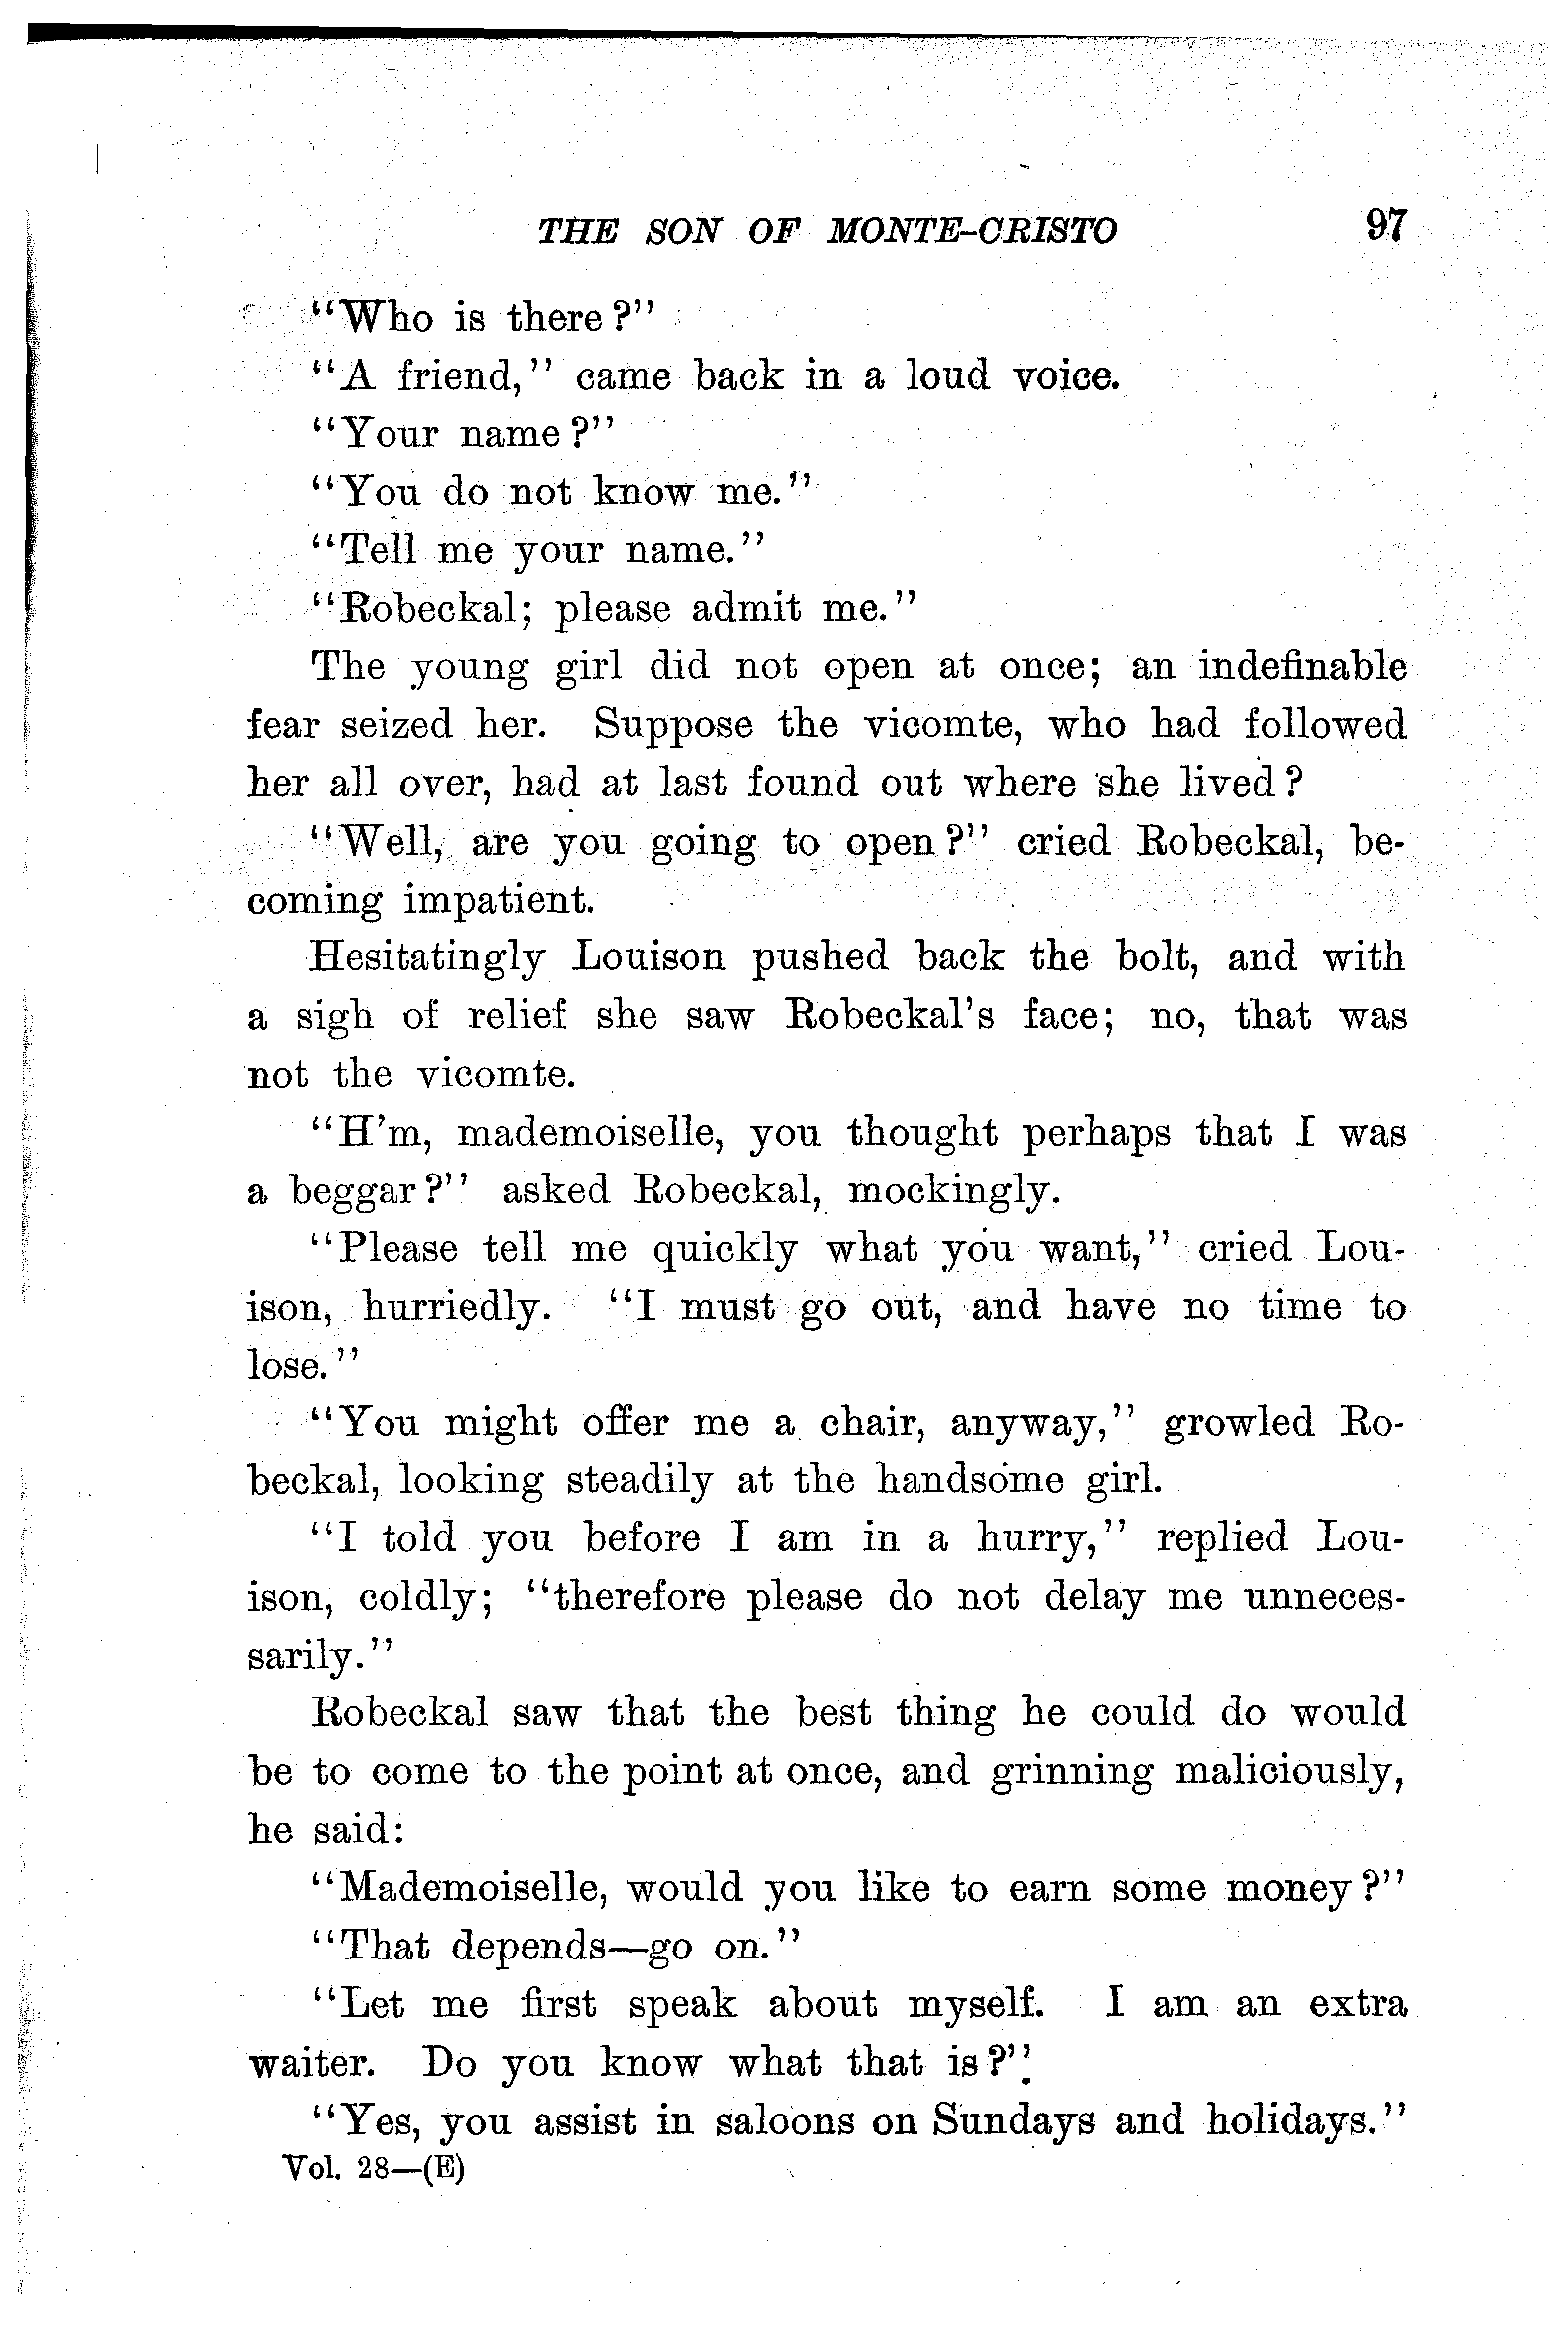 THE SON OF MONTE-CRISTO 97
"Who is there?"
"A friend," came back in a loud voice.
"Your name?"
"You do not know me."
"Tell me your name."
"Robeckal; please admit me."
The young girl did not open at once; an indefinable
fear seized her. Suppose the vicomte, who had followed
her all over, had at last found out where she lived?
"Well, are you going to open?" cried Robeckal, be-
coming impatient.
Hesitatingly Louison pushed back the bolt, and with
a sigh of relief she saw Robeckal's face; no, that was
not the vicomte.
"H'm, mademoiselle, you thought perhaps that I was
a beggar?" asked Robeckal, mockingly.
"Please tell me quickly what you want," cried Lou-
ison, hurriedly. "I must go out, and have no time to
lose."
"You might offer me a chair, anyway," growled Ro-
beckal, looking steadily at the handsome girl.
"I told you before I am in a hurry," replied Lou-
ison, coldly; "therefore please do not delay me unneces-
sarily."
Robeckal saw that the best thing he could do would
be to come to the point at once, and grinning maliciously,
he said:
"Mademoiselle, would you like to earn some money?"
"That depends—go on."
"Let me first speak about myself. I am an extra
waiter. Do you know what that is?"
"Yes, you assist in saloons on Sundays and holidays."
Vol. 28—(E)